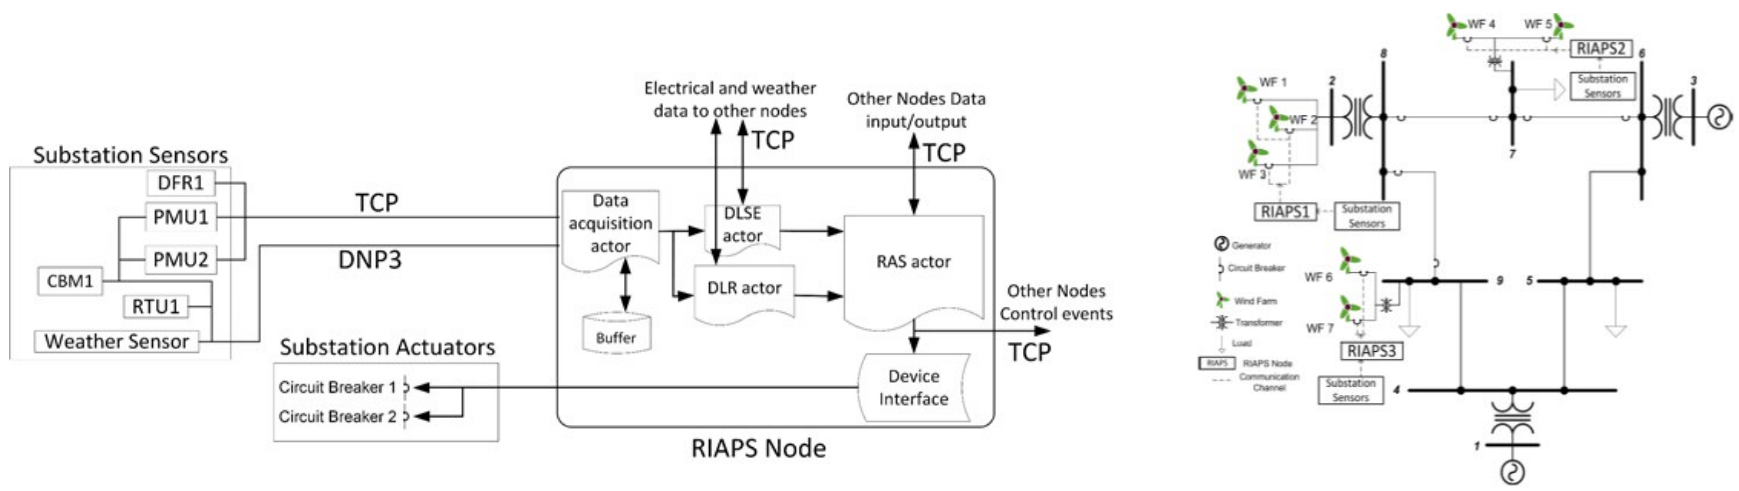 Substation Sensors
DFR1
PMU1
PMU2
CBM1
RTU1
Weather Sensor
TCP
DNP3
Substation Actuators
Circuit Breaker 1
Circuit Breaker 2
Electrical and weather
data to other nodes
TCP
Other Nodes Data
input/output
TCP
Data
acquisition
actor
Buffer
DLSE
actor
DLR actor
RAS actor
Other Nodes
Control events
TCP
Device
Interface
RIAPS Node
WF 4
WF 5
RIAPS2
Substation
Sensors
8
6
3
7
2
WF 1
WF 2
WF 3
RIAPS1
Substation
Sensors
Generator
Circuit Breaker
Wind Farm
Transformer
Load
RIAPS
RIAPS Node
Communication
Channel
WF 6
WF 7
RIAPS3
Substation
Sensors
9
5
4
1